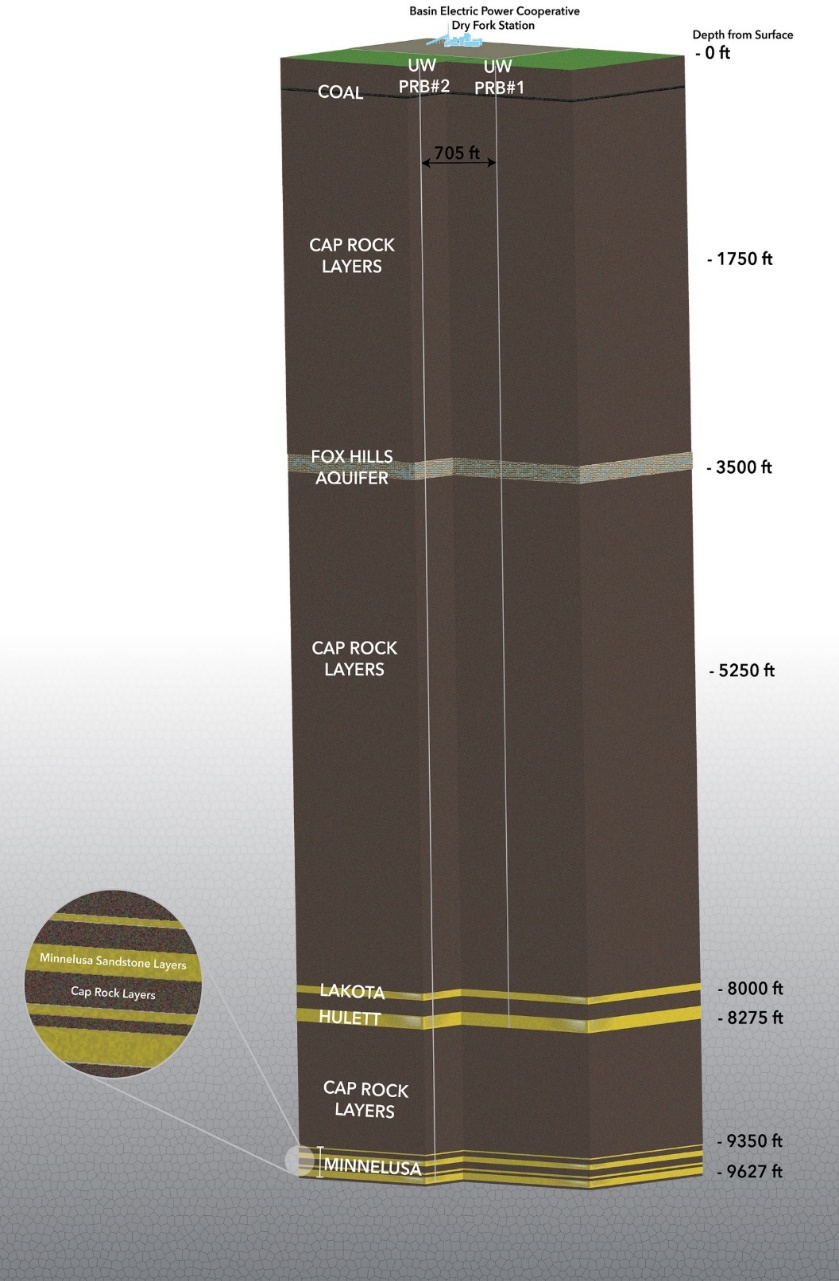 Basin Electric Power Cooperative
Dry Fork Station
Depth from Surface
- 0 ft
UW
PRB#2
UW
PRB#1
COAL
705 ft
CAP ROCK
LAYERS
- 1750 ft
FOX HILLS
AQUIFER
- 3500 ft
CAP ROCK
LAYERS
- 5250 ft
Minnelusa Sandstone Layers
Cap Rock Layers
LAKOTA
- 8000 ft
HULETT
- 8275 ft
CAP ROCK
LAYERS
- 9350 ft
MINNELUSA
- 9627 ft